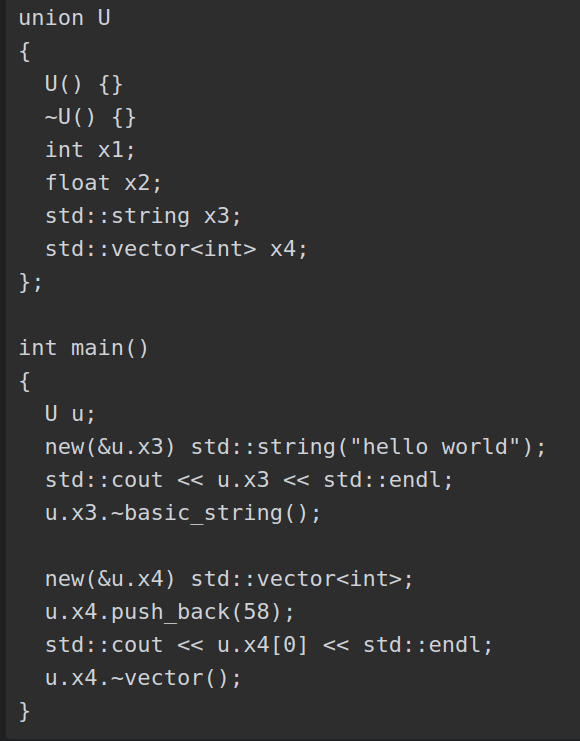 union U
{
  U() {}
  ~U() {}
  int x1;
  float x2;
  std::string x3;
  std::vector<int> x4;
};

int main()
{
  U u;
  new(&u.x3) std::string("hello world");
  std::cout << u.x3 << std::endl;
  u.x3.~basic_string();

  new(&u.x4) std::vector<int>;
  u.x4.push_back(58);
  std::cout << u.x4[0] << std::endl;
  u.x4.~vector();
}